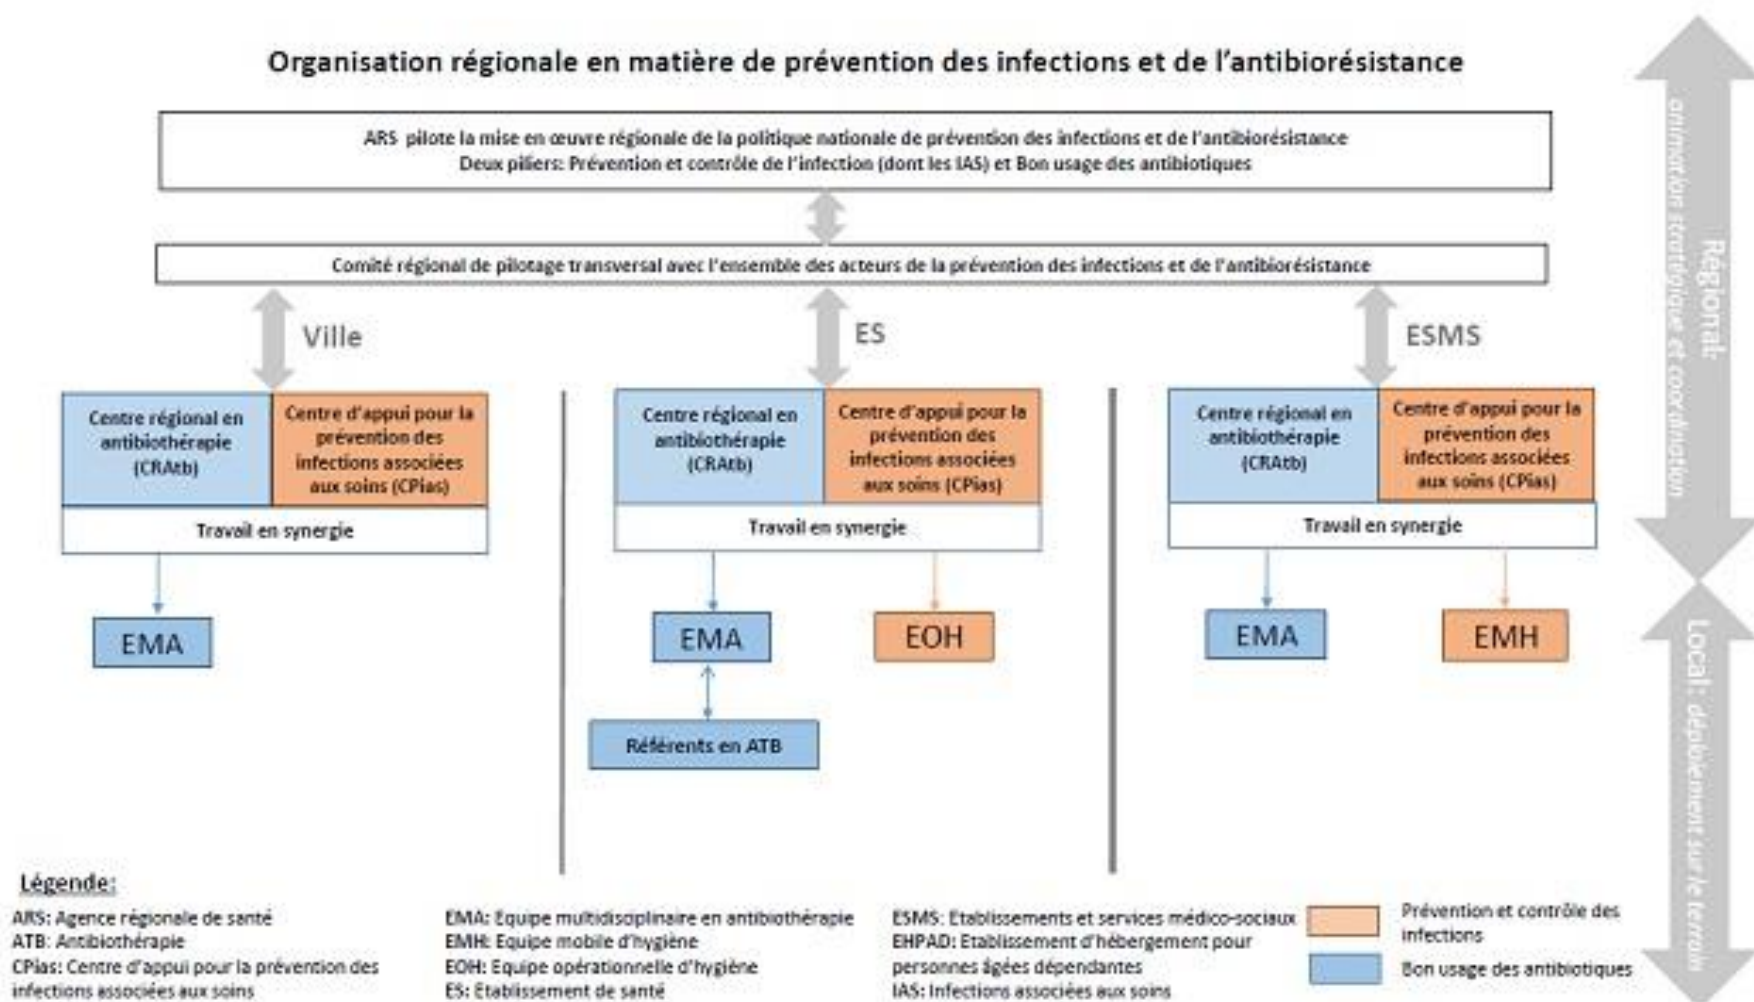 Organisation régionale en matière de prévention des infections et de l'antibiorésistance
ARS pilote la mise en œuvre régionale de la politique nationale de prévention des infections et de l'antibiorésistance
Deux piliers: Prévention et contrôle de l'infection (dont les IAS) et Bon usage des antibiotiques
Comité régional de pilotage transversal avec l'ensemble des acteurs de la prévention des infections et de l'antibiorésistance
Ville
Centre régional en
antibiothérapie
(CRAtb)
Centre d'appui pour la
prévention des
infections associées
aux soins (CPias)
Travail en synergie
EMA
ES
Centre régional en
antibiothérapie
(CRAtb)
Centre d'appui pour la
prévention des
infections associées
aux soins (CPias)
Travail en synergie
EMA
EOH
Référents en ATB
ESMS
Centre régional en
antibiothérapie
(CRAtb)
Centre d'appui pour la
prévention des
infections associées
aux soins (CPias)
Travail en synergie
EMA
EMH
Régional:
animation stratégique et coordination
Local: déploiement sur le terrain
Légende:
ARS: Agence régionale de santé
ATB: Antibiothérapie
CPias: Centre d'appui pour la prévention des
infections associées aux soins
EMA: Equipe multidisciplinaire en antibiothérapie
EMH: Equipe mobile d'hygiène
EOH: Equipe opérationnelle d'hygiène
ES: Etablissement de santé
ESMS: Etablissements et services médico-sociaux
EHPAD: Etablissement d'hébergement pour
personnes âgées dépendantes
IAS: Infections associées aux soins
Prévention et contrôle des
infections
Bon usage des antibiotiques